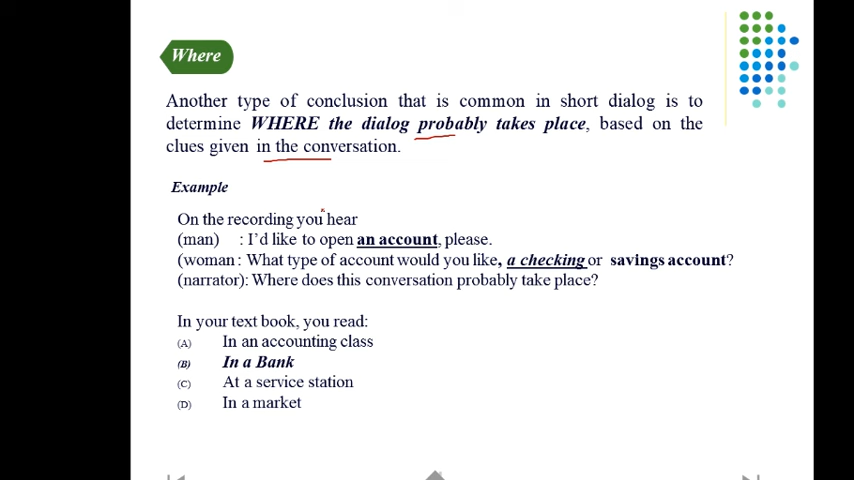 Where
Another type of conclusion that is common in short dialog is to
determine WHERE the dialog probably takes place, based on the
clues given in the conversation.
Example
On the recording you hear
(man) : I'd like to open an account, please.
(woman : What type of account would you like, a checking or savings account?
(narrator): Where does this conversation probably take place?
In your text book, you read:
(A) In an accounting class
(B) In a Bank
(C) At a service station
(D) In a market